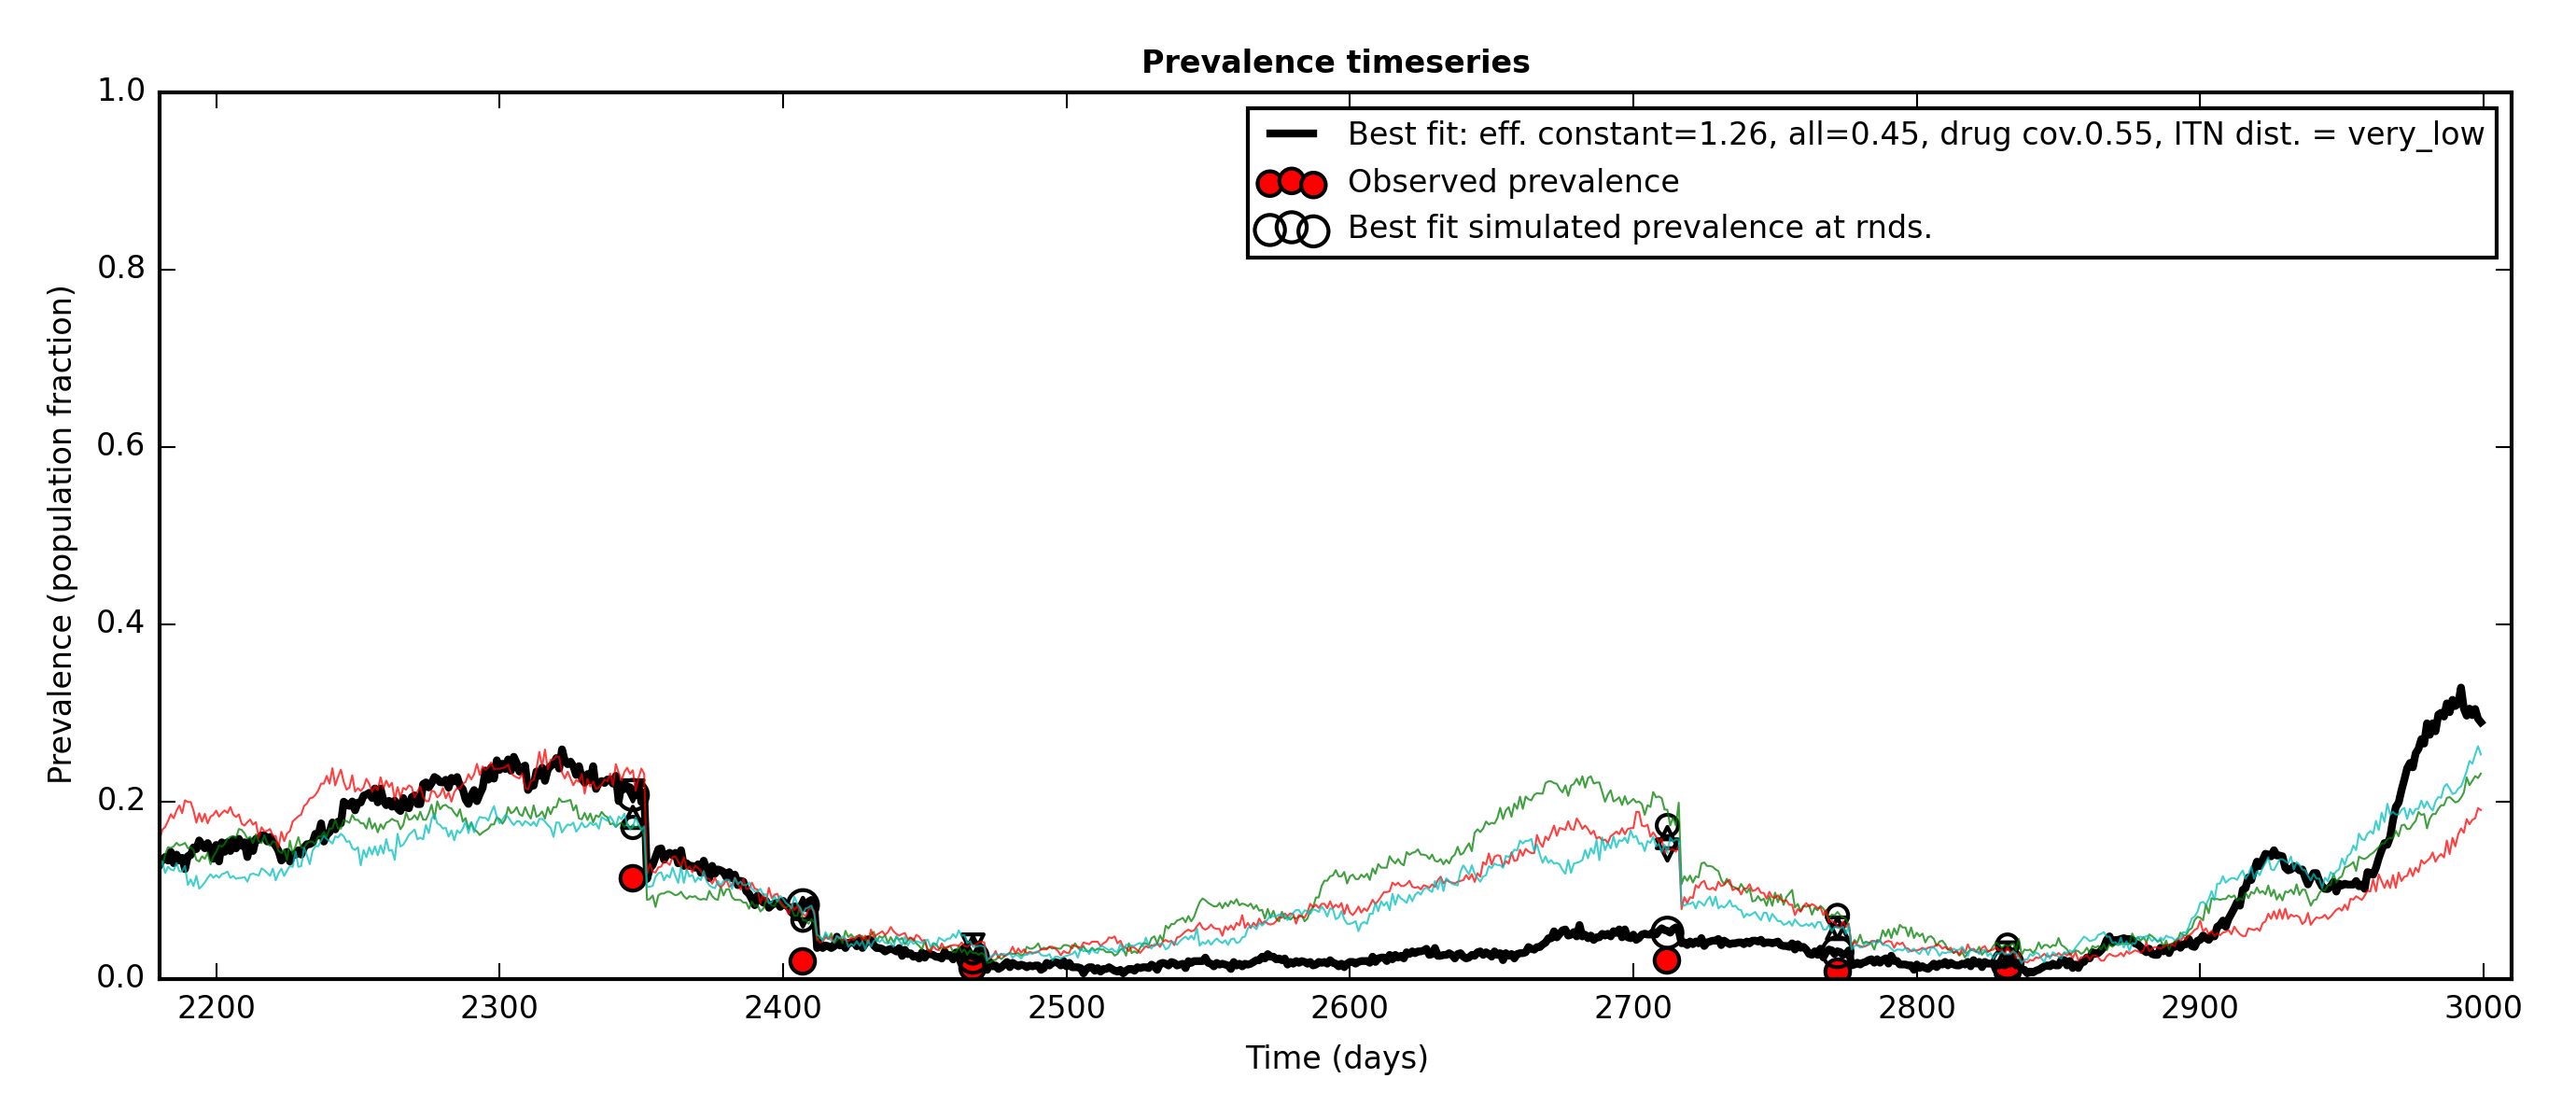 Prevalence timeseries
1.0
0.8
0.6
0.4
0.2
0.0
Prevalence (population fraction)
Best fit: eff. constant=1.26, all=0.45, drug cov.0.55, ITN dist. = very_low
Observed prevalence
Best fit simulated prevalence at rnds.
2200 2300 2400 2500 2600 2700 2800 2900 3000
Time (days)